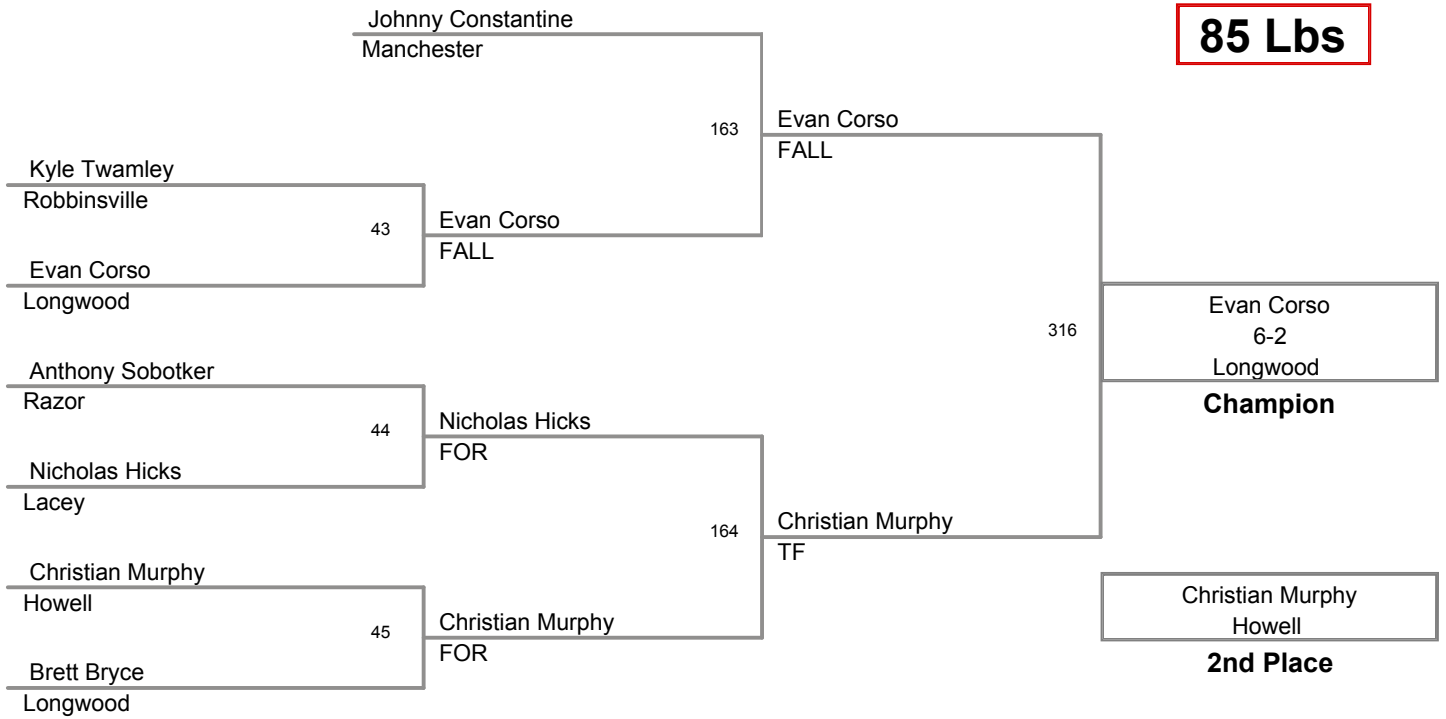 Johnny Constantine
Manchester
85 Lbs
163
Evan Corso
FALL
Kyle Twamley
Robbinsville
43
Evan Corso
FALL
Evan Corso
Longwood
316
Evan Corso
6-2
Longwood
Champion
Anthony Sobotker
Razor
44
Nicholas Hicks
FOR
Nicholas Hicks
Lacey
164
Christian Murphy
TF
Christian Murphy
Howell
45
Christian Murphy
FOR
Brett Bryce
Longwood
Christian Murphy
Howell
2nd Place